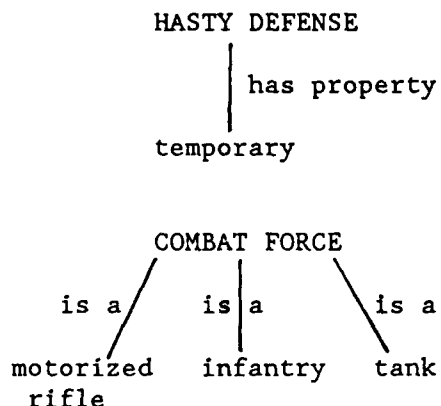 HASTY DEFENSE
has property
temporary
COMBAT FORCE
is a is a is a
motorized infantry tank
rifle